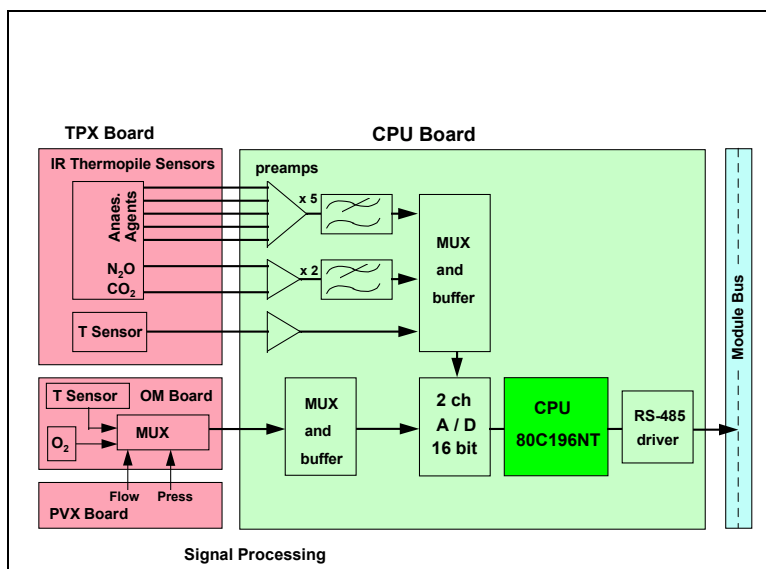 TPX Board
CPU Board
IR Thermopile Sensors
preamps
Anaes.
Agents
x 5
N₂O
CO₂
x 2
MUX
and
buffer
T Sensor
Module Bus
T Sensor
OM Board
O₂
MUX
MUX
and
buffer
2 ch
A / D
16 bit
CPU
80C196NT
RS-485
driver
Flow
Press
PVX Board
Signal Processing